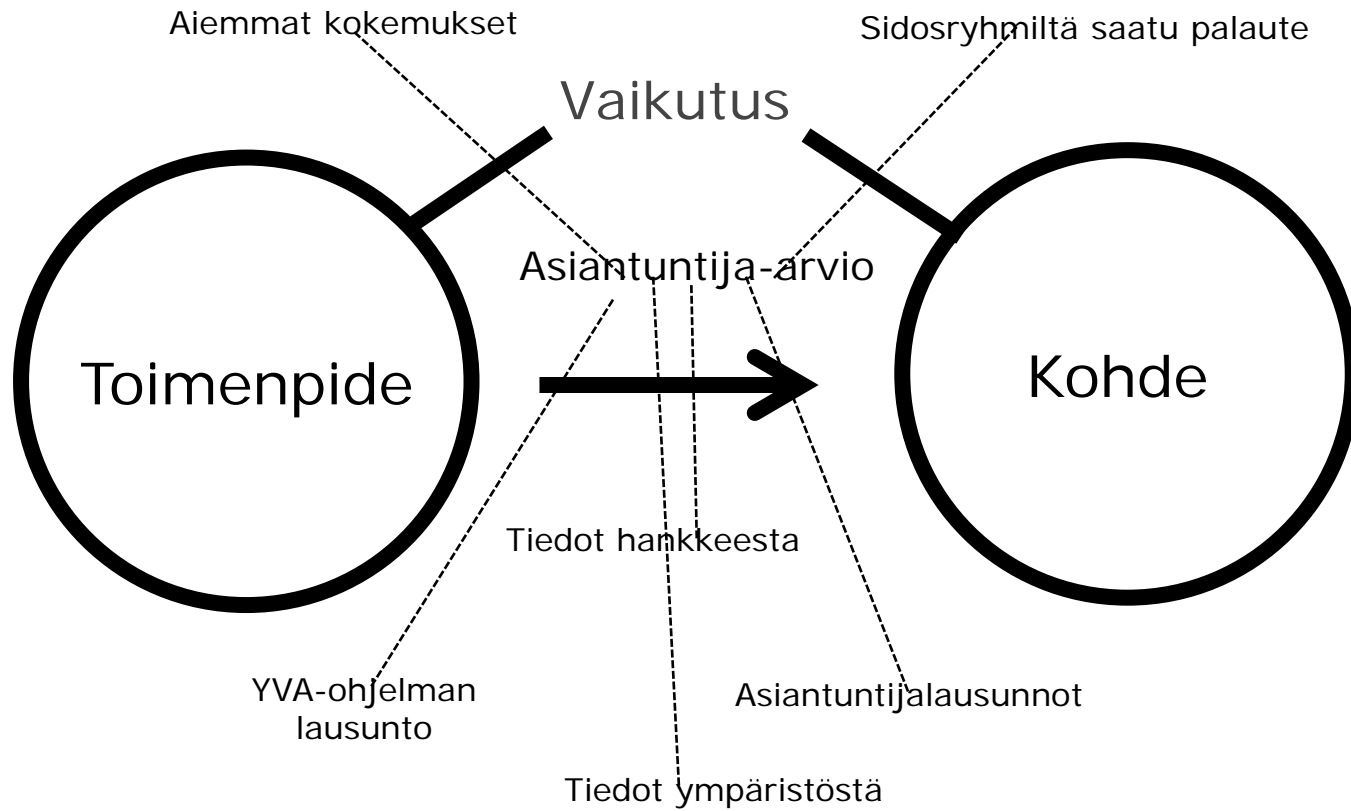 Aiemmat kokemukset
Sidosryhmiltä saatu palaute
Vaikutus
Asiantuntija-arvio
Toimenpide
Kohde
Tiedot hankkeesta
YVA-ohjelman
lausunto
Asiantuntijalausunnot
Tiedot ympäristöstä